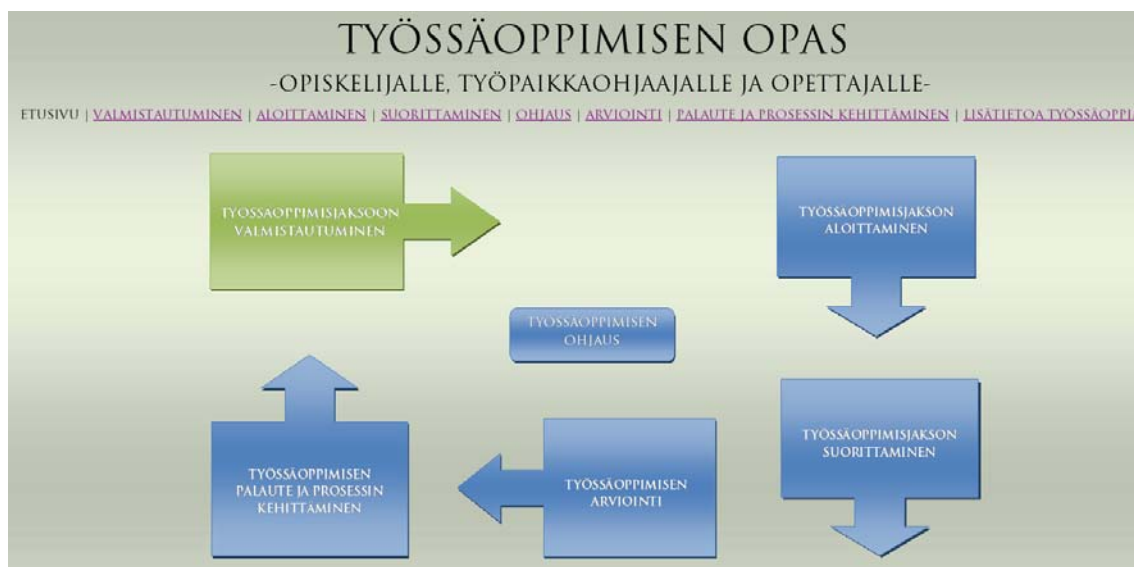 TYÖSSÄOPPIMISEN OPAS
-OPISKELIJALLE, TYÖPAIKKAOHJAAJALLE JA OPETTAJALLE-
ETUSIVU | VALMISTAUTUMINEN | ALOITTAMINEN | SUORITTAMINEN | OHJAUS | ARVIOINTI | PALAUTE JA PROSESSIN KEHITTÄMINEN | LISÄTIETOA
TYÖSSÄOPPIMISJAKSOON
VALMISTAUTUMINEN
TYÖSSÄOPPIMISJAKSON
ALOITTAMINEN
TYÖSSÄOPPIMISEN
OHJAUS
TYÖSSÄOPPIMISJAKSON
SUORITTAMINEN
TYÖSSÄOPPIMISEN
ARVIOINTI
TYÖSSÄOPPIMISEN
PALAUTE JA PROSESSIN
KEHITTÄMINEN